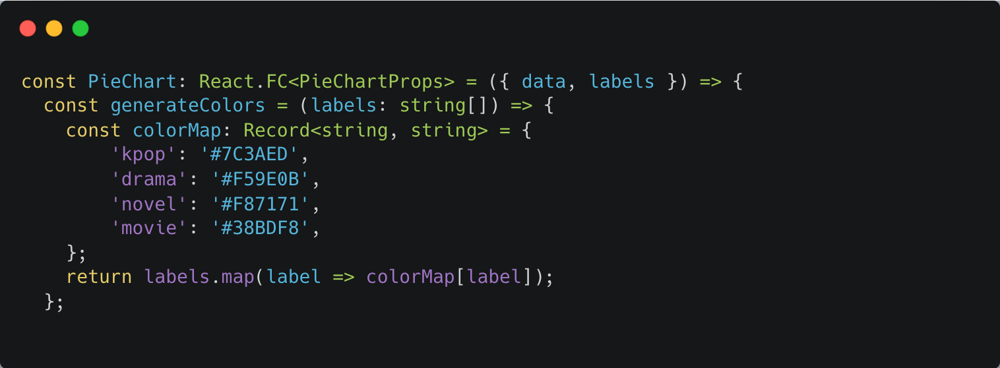 const PieChart: React.FC<PieChartProps> = ({ data, labels }) => {
  const generateColors = (labels: string[]) => {
    const colorMap: Record<string, string> = {
        'kpop': '#7C3AED',
        'drama': '#F59E0B',
        'novel': '#F87171',
        'movie': '#38BDF8',
    };
    return labels.map(label => colorMap[label]);
  };